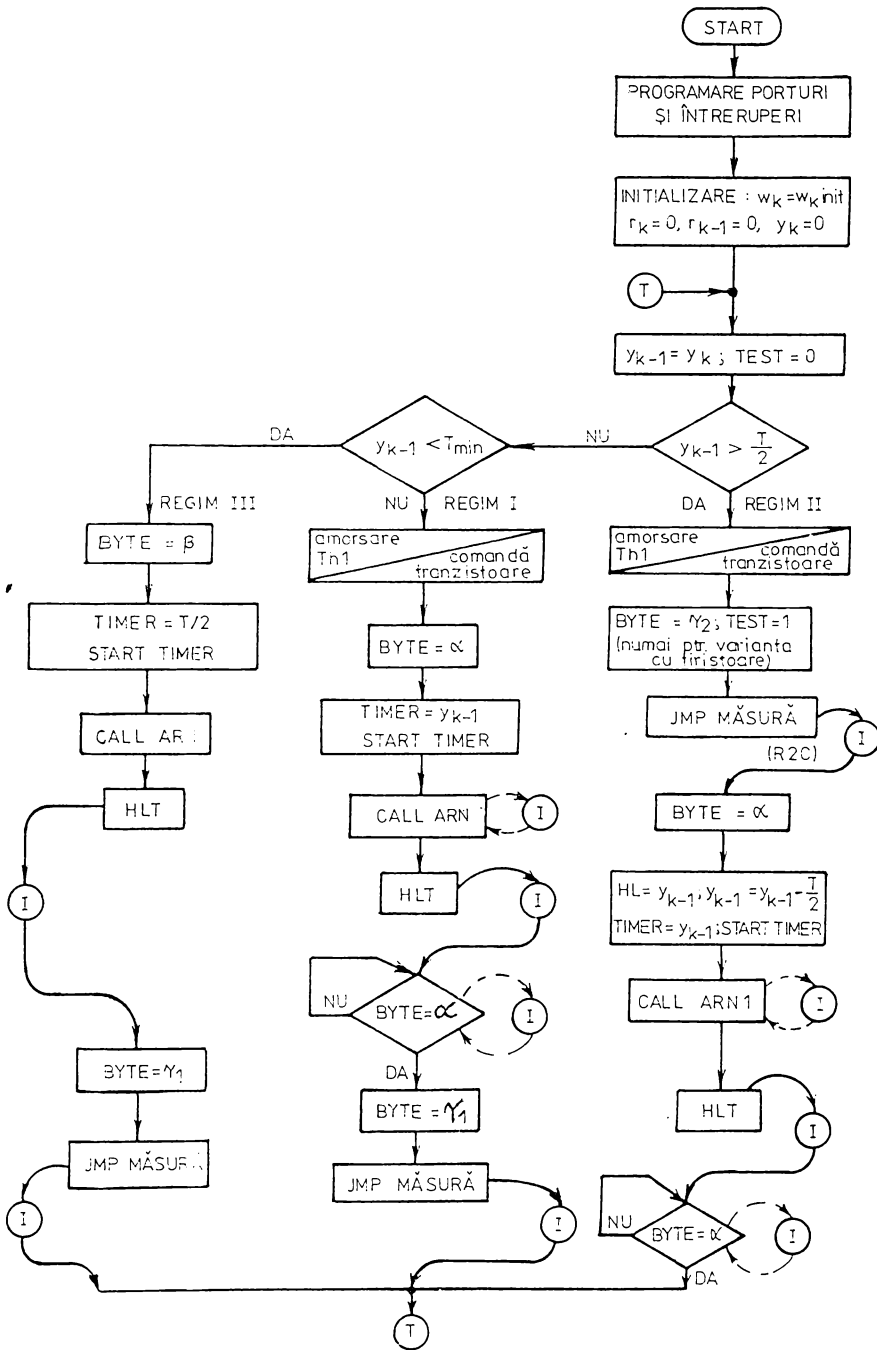 START
PROGRAMARE PORTURI
ȘI ÎNTRERUPERI
INITIALIZARE : wk=wk init
rk=0, rk-1=0, yk=0
T
yk-1=yk; TEST=0
yk-1 > T/2
NU
yk-1 < Tmin
DA
REGIM III
BYTE = β
TIMER = T/2
START TIMER
CALL
HLT
I
BYTE=γ1
JMP MĂSURĂ
I
NU
REGIM I
amorsare
Th1
comandă
tranzistoare
BYTE=α
TIMER=yk-1
START TIMER
CALL ARN
I
HLT
I
NU
BYTE=α
I
DA
BYTE=γ1
JMP MĂSURĂ
I
DA
REGIM II
amorsare
Th1
comandă
tranzistoare
BYTE = γ2; TEST=1
(numai ptr. varianta
cu tiristoare)
JMP MĂSURĂ
I
(R2C)
BYTE = α
HL=yk-1; yk-1=yk-1-T/2
TIMER=yk-1; START TIMER
CALL ARN1
I
HLT
I
NU
BYTE=α
I
DA
T